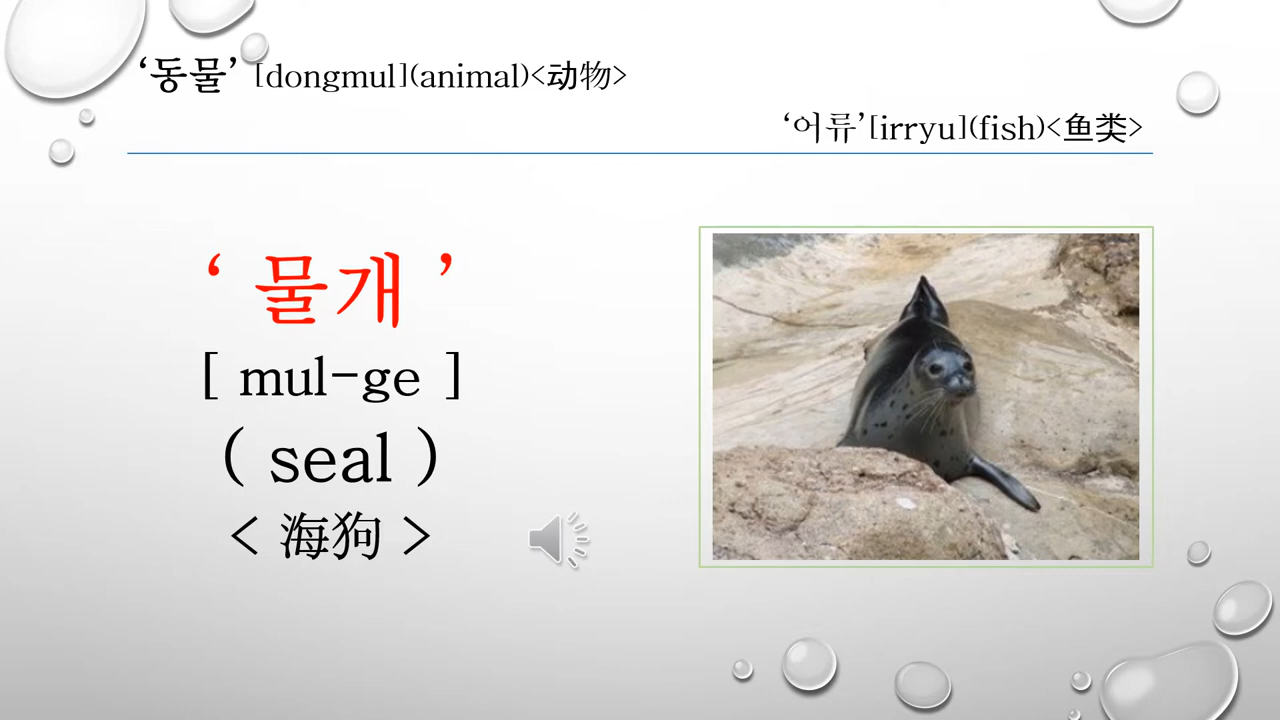 ‘동물’ [dongmul](animal)<动物>
‘어류’[irryu](fish)<鱼类>
‘ 물개 ’
[ mul-ge ]
( seal )
< 海狗 >